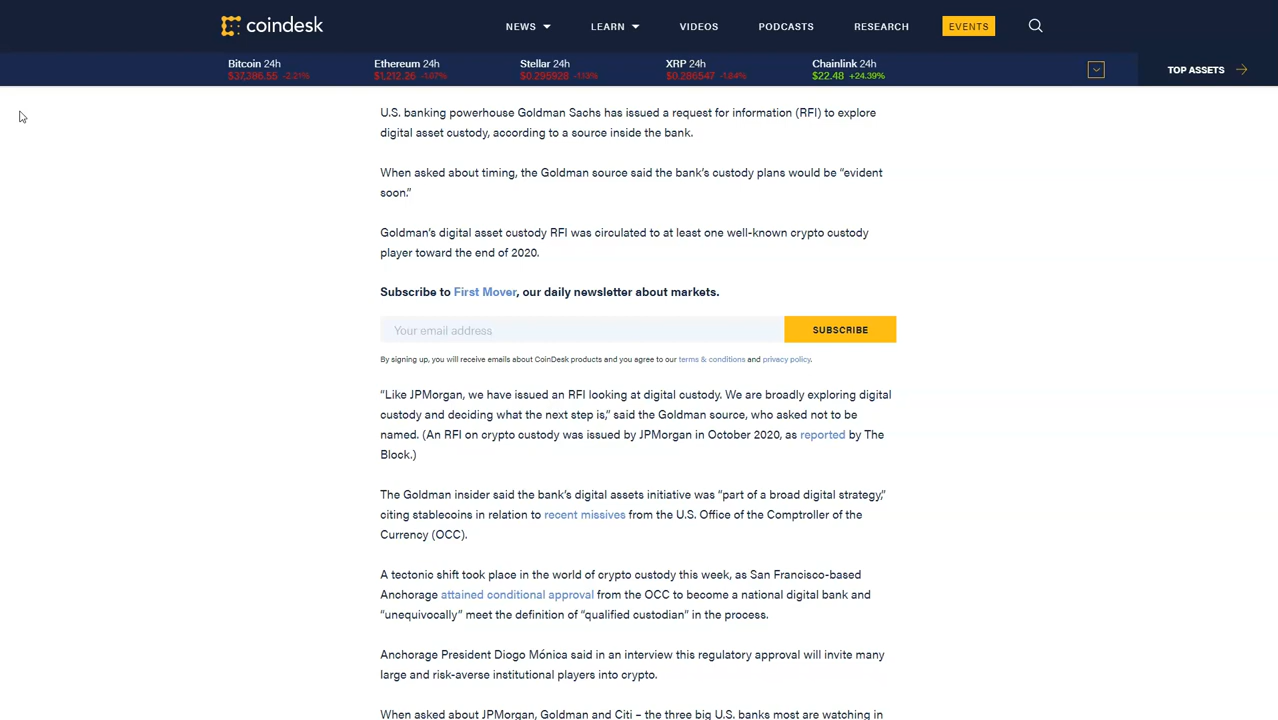 coindesk
NEWS LEARN VIDEOS PODCASTS RESEARCH EVENTS
Bitcoin 24h Ethereum 24h Stellar 24h XRP 24h Chainlink 24h
$37,386.55 -2.21% $1,212.26 -1.07% $0.295928 -1.13% $0.286547 -1.84% $22.48 +24.39%
TOP ASSETS
U.S. banking powerhouse Goldman Sachs has issued a request for information (RFI) to explore
digital asset custody, according to a source inside the bank.
When asked about timing, the Goldman source said the bank’s custody plans would be “evident
soon.”
Goldman’s digital asset custody RFI was circulated to at least one well-known crypto custody
player toward the end of 2020.
Subscribe to First Mover, our daily newsletter about markets.
Your email address SUBSCRIBE
By signing up, you will receive emails about CoinDesk products and you agree to our terms & conditions and privacy policy.
“Like JPMorgan, we have issued an RFI looking at digital custody. We are broadly exploring digital
custody and deciding what the next step is,” said the Goldman source, who asked not to be
named. (An RFI on crypto custody was issued by JPMorgan in October 2020, as reported by The
Block.)
The Goldman insider said the bank’s digital assets initiative was “part of a broad digital strategy,”
citing stablecoins in relation to recent missives from the U.S. Office of the Comptroller of the
Currency (OCC).
A tectonic shift took place in the world of crypto custody this week, as San Francisco-based
Anchorage attained conditional approval from the OCC to become a national digital bank and
“unequivocally” meet the definition of “qualified custodian” in the process.
Anchorage President Diogo Mónica said in an interview this regulatory approval will invite many
large and risk-averse institutional players into crypto.
When asked about JPMorgan, Goldman and Citi – the three big U.S. banks most are watching in